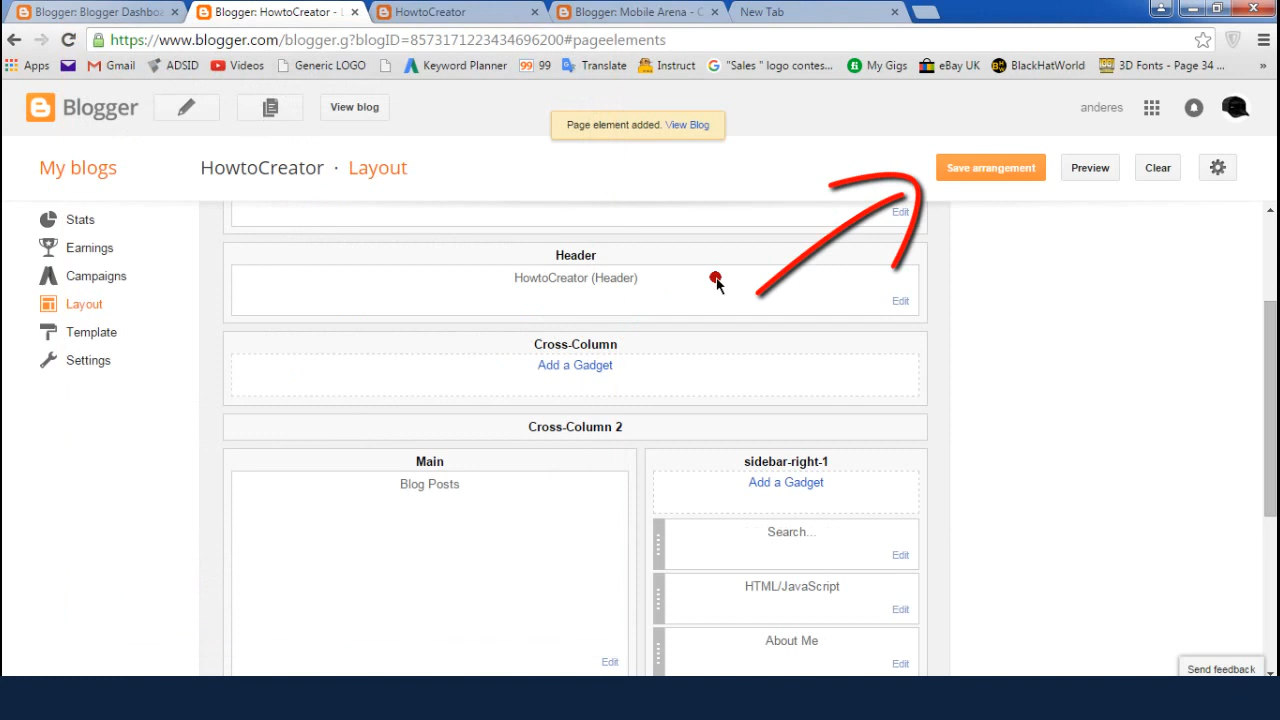 Blogger: Blogger Dashboa
Blogger: HowtoCreator - L
HowtoCreator
Blogger: Mobile Arena - C
New Tab
https://www.blogger.com/blogger.g?blogID=8573171223434696200#pageelements
Apps Gmail ADSID Videos Generic LOGO Keyword Planner 99 99 Translate Instruct "Sales " logo contes... My Gigs eBay UK BlackHatWorld 3D Fonts - Page 34 ... »
Blogger View blog anderes
Page element added. View Blog
My blogs HowtoCreator · Layout Save arrangement Preview Clear
Stats
Edit
Earnings
Header
Campaigns
HowtoCreator (Header)
Edit
Layout
Template
Cross-Column
Settings
Add a Gadget
Cross-Column 2
Main
Blog Posts
Edit
sidebar-right-1
Add a Gadget
Search...
Edit
HTML/JavaScript
Edit
About Me
Edit
Send feedback